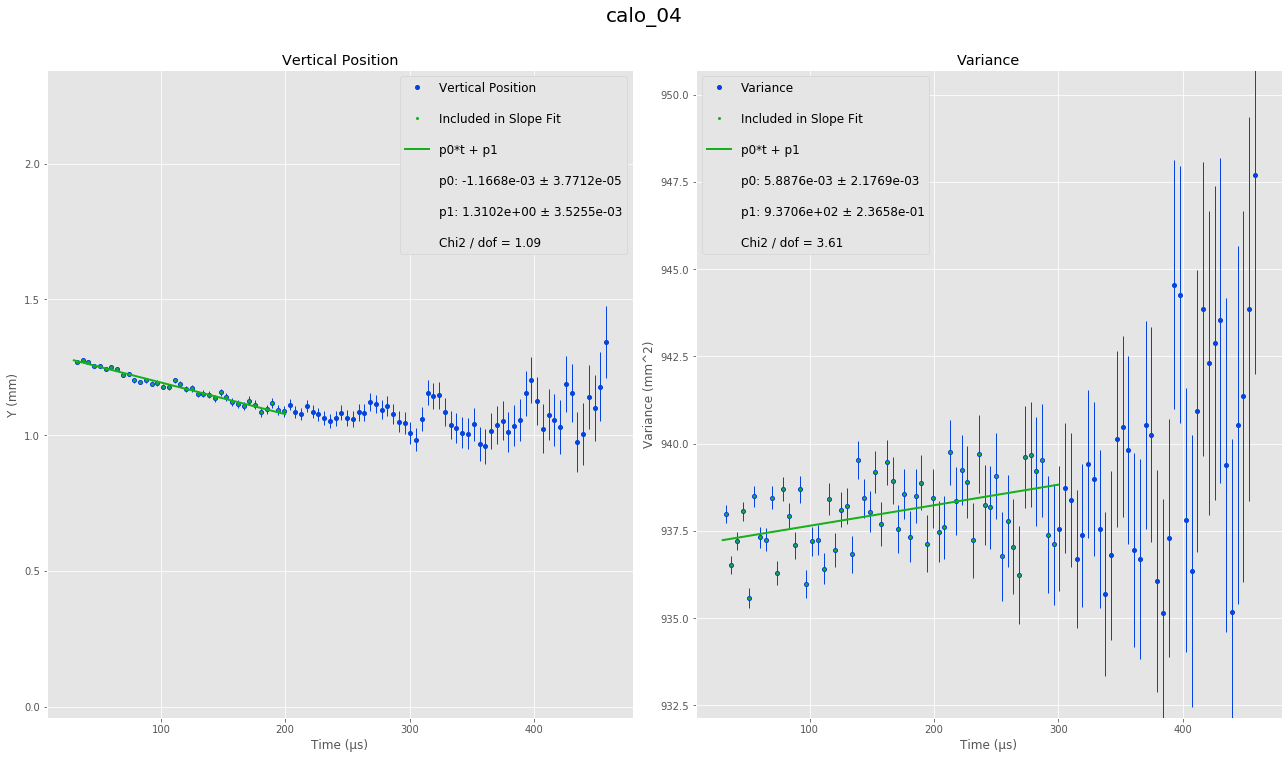 calo_04
Vertical Position
Vertical Position
Included in Slope Fit
p0*t + p1
p0: -1.1668e-03 ± 3.7712e-05
p1: 1.3102e+00 ± 3.5255e-03
Chi2 / dof = 1.09
2.0
1.5
1.0
0.5
0.0
Y (mm)
100 200 300 400
Time (μs)
Variance
Variance
Included in Slope Fit
p0*t + p1
p0: 5.8876e-03 ± 2.1769e-03
p1: 9.3706e+02 ± 2.3658e-01
Chi2 / dof = 3.61
950.0
947.5
945.0
942.5
940.0
937.5
935.0
932.5
Variance (mm^2)
100 200 300 400
Time (μs)